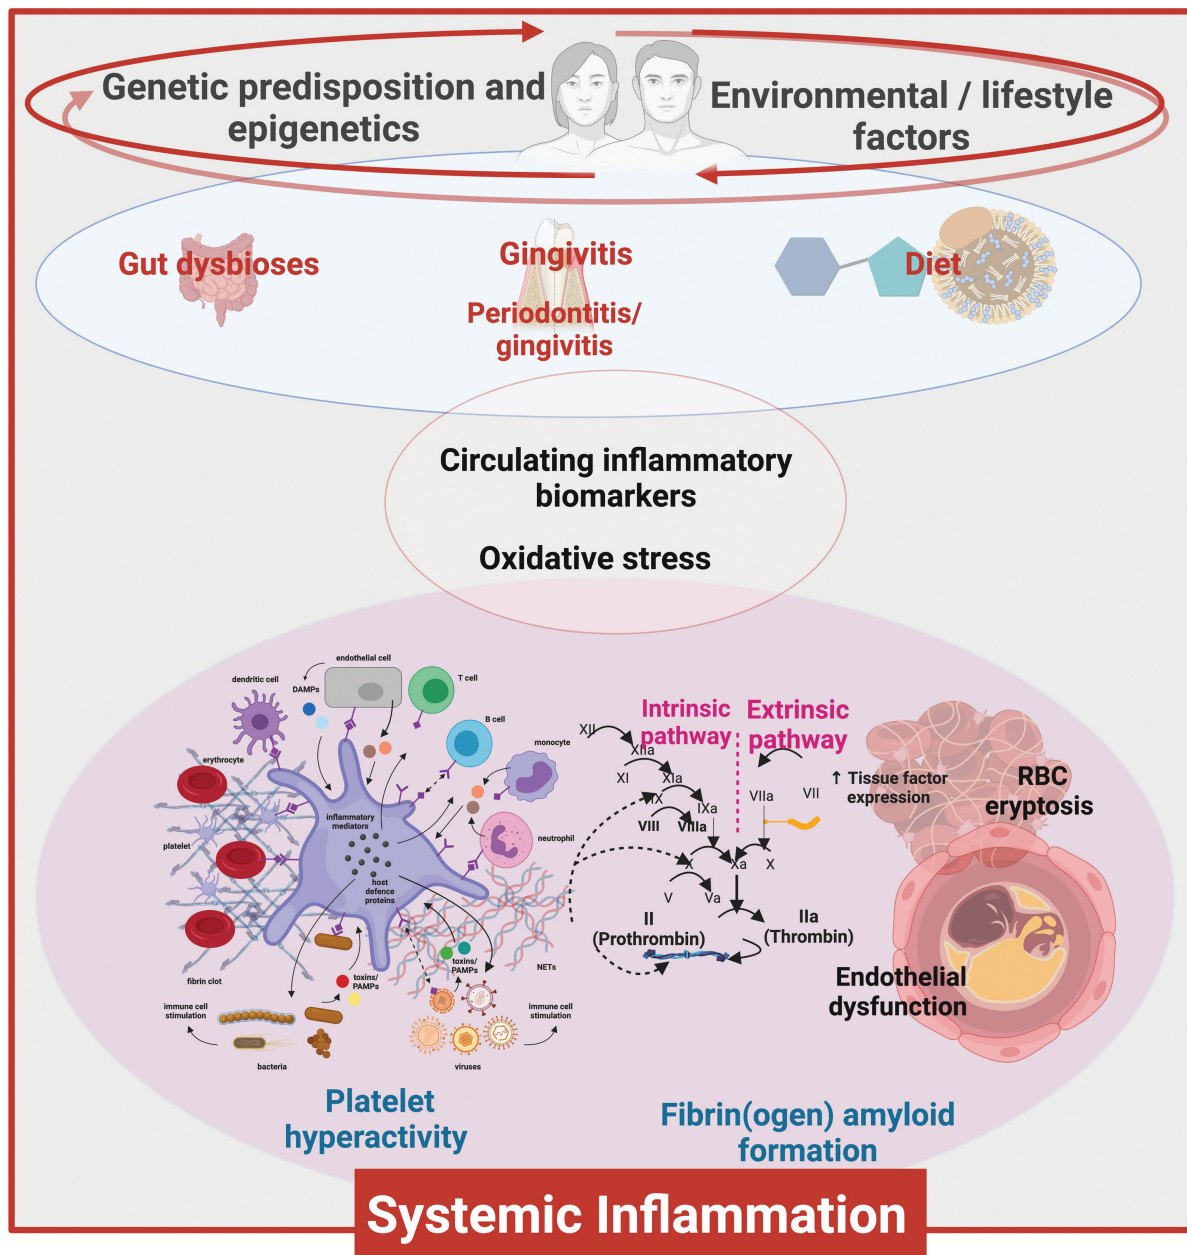 Genetic predisposition and
epigenetics
Environmental / lifestyle
factors
Gut dysbioses
Gingivitis
Periodontitis/
gingivitis
Diet
Circulating inflammatory
biomarkers
Oxidative stress
endothelial cell
dendritic cell
DAMPs
T cell
B cell
monocyte
erythrocyte
inflammatory
mediators
platelet
neutrophil
host
defence
proteins
fibrin clot
toxins/
PAMPs
toxins/
PAMPs
NETs
immune cell
stimulation
immune cell
stimulation
bacteria
viruses
Intrinsic
pathway
Extrinsic
pathway
XII
XIIa
XI
XIa
IX
IXa
VIII
VIIIa
VIIa
VII
↑ Tissue factor
expression
X
Xa
X
V
Va
II
(Prothrombin)
IIa
(Thrombin)
RBC
eryptosis
Endothelial
dysfunction
Platelet
hyperactivity
Fibrin(ogen) amyloid
formation
Systemic Inflammation